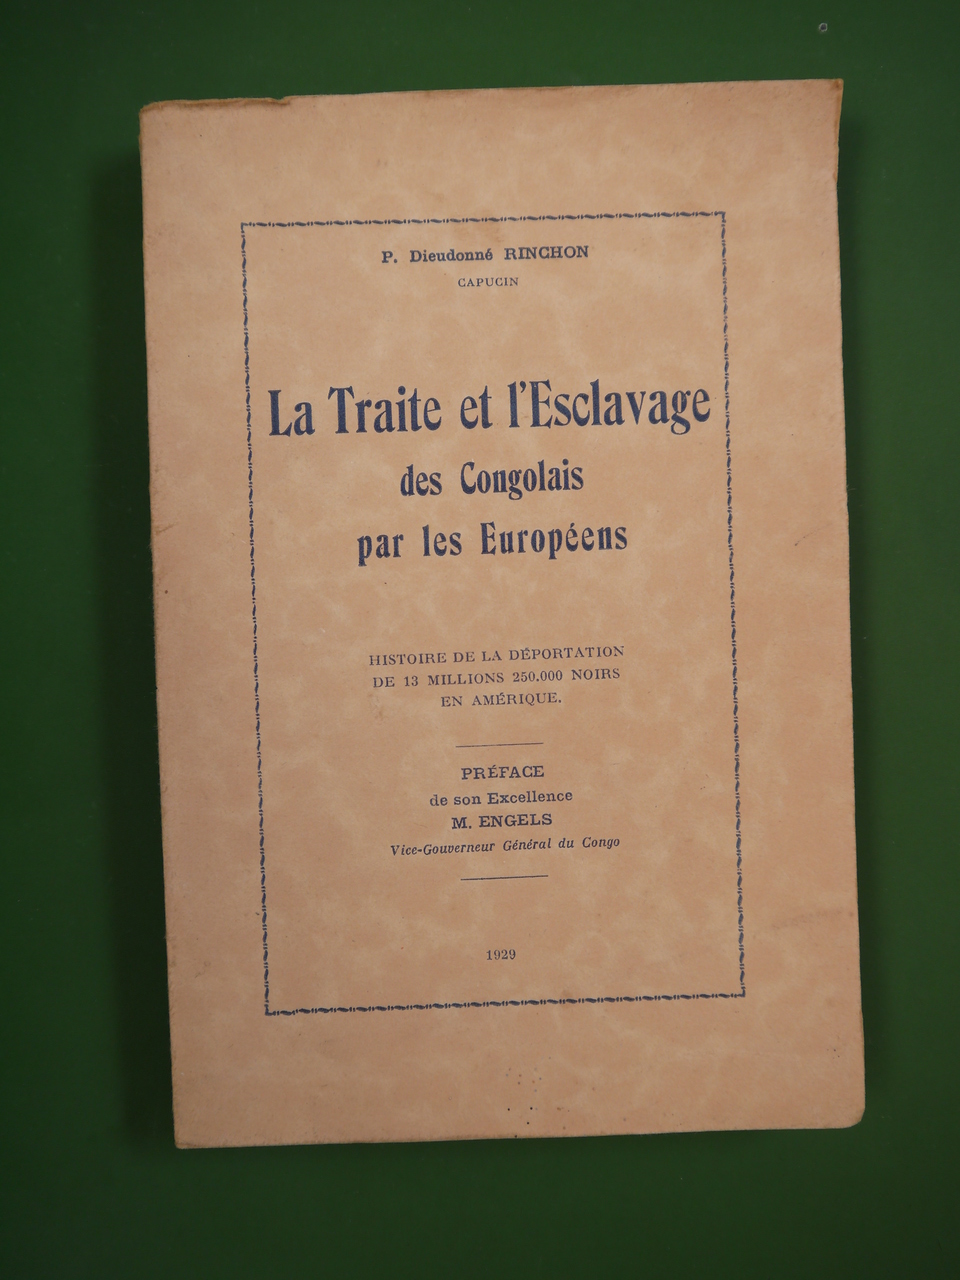 P. Dieudonné RINCHON
CAPUCIN
La Traite et l'Esclavage
des Congolais
par les Européens
HISTOIRE DE LA DÉPORTATION
DE 13 MILLIONS 250.000 NOIRS
EN AMÉRIQUE.
PRÉFACE
de son Excellence
M. ENGELS
Vice-Gouverneur Général du Congo
1929